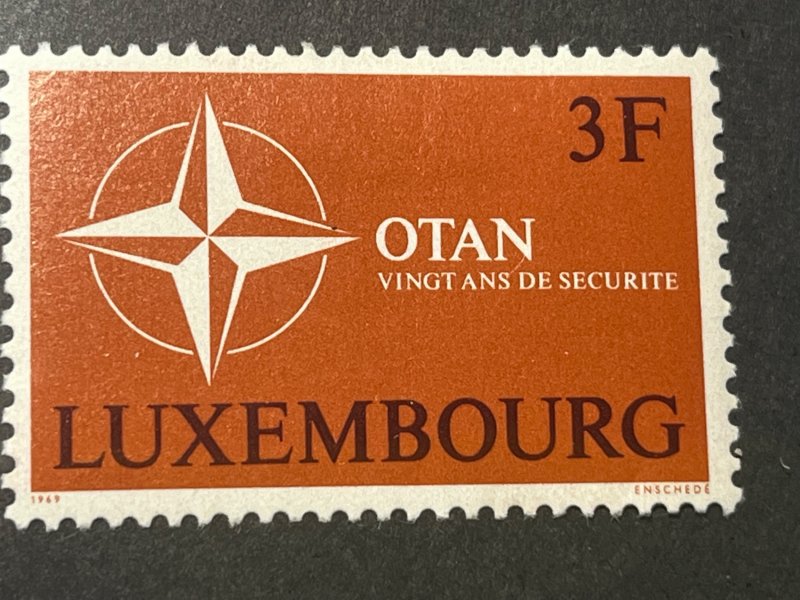 3F
OTAN
VINGT ANS DE SECURITE
LUXEMBOURG
1969 ENSCHEDÉ